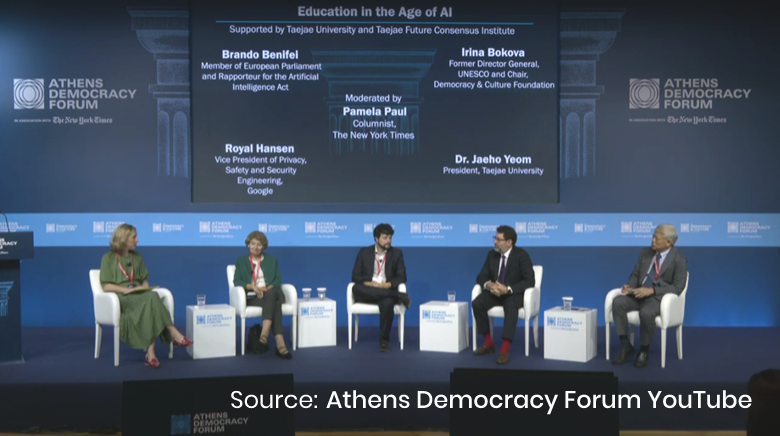 Education in the Age of AI
Supported by Taejae University and Taejae Future Consensus Institute
Brando Benifei
Member of European Parliament
and Rapporteur for the Artificial
Intelligence Act
Irina Bokova
Former Director General,
UNESCO and Chair,
Democracy & Culture Foundation
Moderated by
Pamela Paul
Columnist,
The New York Times
Royal Hansen
Vice President of Privacy,
Safety and Security
Engineering,
Google
Dr. Jaeho Yeom
President, Taejae University
ATHENS
DEMOCRACY
FORUM
IN ASSOCIATION WITH The New York Times
ATHENS
DEMOCRACY
FORUM
IN ASSOCIATION WITH The New York Times
ATHENS
DEMOCRACY
FORUM
Source: Athens Democracy Forum YouTube